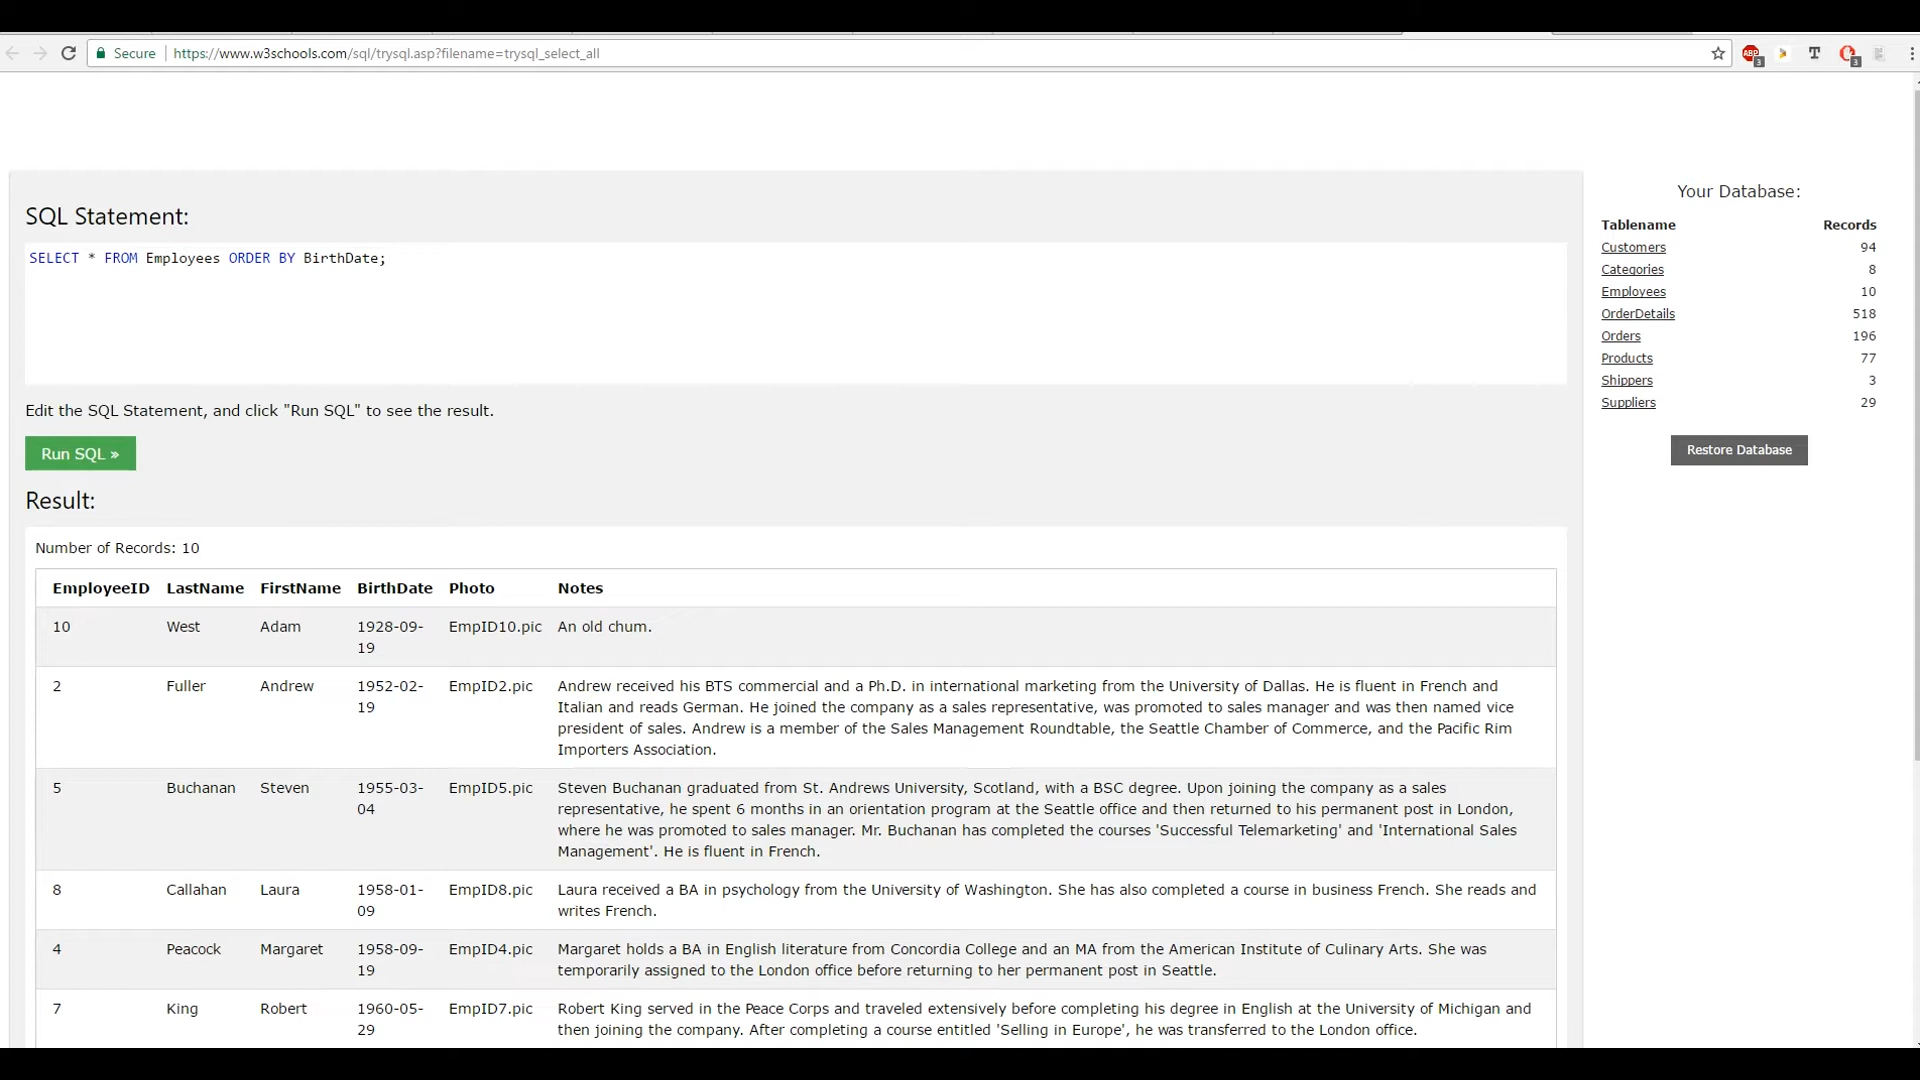 Secure https://www.w3schools.com/sql/trysql.asp?filename=trysql_select_all
ABP 3 T 3
SQL Statement:
SELECT * FROM Employees ORDER BY BirthDate;
Edit the SQL Statement, and click "Run SQL" to see the result.
Run SQL »
Result:
Number of Records: 10
EmployeeID LastName FirstName BirthDate Photo Notes
10 West Adam 1928-09- EmpID10.pic An old chum.
19
2 Fuller Andrew 1952-02- EmpID2.pic Andrew received his BTS commercial and a Ph.D. in international marketing from the University of Dallas. He is fluent in French and
19 Italian and reads German. He joined the company as a sales representative, was promoted to sales manager and was then named vice
president of sales. Andrew is a member of the Sales Management Roundtable, the Seattle Chamber of Commerce, and the Pacific Rim
Importers Association.
5 Buchanan Steven 1955-03- EmpID5.pic Steven Buchanan graduated from St. Andrews University, Scotland, with a BSC degree. Upon joining the company as a sales
04 representative, he spent 6 months in an orientation program at the Seattle office and then returned to his permanent post in London,
where he was promoted to sales manager. Mr. Buchanan has completed the courses 'Successful Telemarketing' and 'International Sales
Management'. He is fluent in French.
8 Callahan Laura 1958-01- EmpID8.pic Laura received a BA in psychology from the University of Washington. She has also completed a course in business French. She reads and
09 writes French.
4 Peacock Margaret 1958-09- EmpID4.pic Margaret holds a BA in English literature from Concordia College and an MA from the American Institute of Culinary Arts. She was
19 temporarily assigned to the London office before returning to her permanent post in Seattle.
7 King Robert 1960-05- EmpID7.pic Robert King served in the Peace Corps and traveled extensively before completing his degree in English at the University of Michigan and
29 then joining the company. After completing a course entitled 'Selling in Europe', he was transferred to the London office.
Your Database:
Tablename Records
Customers 94
Categories 8
Employees 10
OrderDetails 518
Orders 196
Products 77
Shippers 3
Suppliers 29
Restore Database